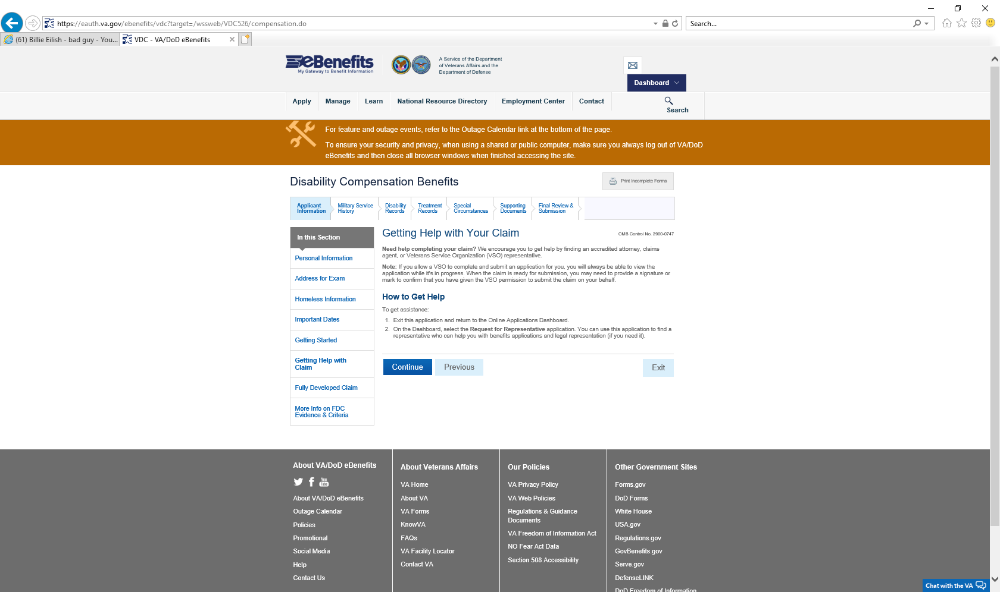 https://eauth.va.gov/ebenefits/vdc?target=/wssweb/VDC526/compensation.do
Search...
(61) Billie Eilish - bad guy - You...
VDC - VA/DoD eBenefits
eBenefits
My Gateway to Benefit Information
A Service of the Department
of Veterans Affairs and the
Department of Defense
Dashboard
Apply
Manage
Learn
National Resource Directory
Employment Center
Contact
Search
For feature and outage events, refer to the Outage Calendar link at the bottom of the page.
To ensure your security and privacy, when using a shared or public computer, make sure you always log out of VA/DoD
eBenefits and then close all browser windows when finished accessing the site.
Disability Compensation Benefits
Print Incomplete Forms
Applicant
Information
Military Service
History
Disability
Records
Treatment
Records
Special
Circumstances
Supporting
Documents
Final Review &
Submission
In this Section
Personal Information
Address for Exam
Homeless Information
Important Dates
Getting Started
Getting Help with
Claim
Fully Developed Claim
More Info on FDC
Evidence & Criteria
Getting Help with Your Claim
OMB Control No. 2900-0747
Need help completing your claim? We encourage you to get help by finding an accredited attorney, claims
agent, or Veterans Service Organization (VSO) representative.
Note: If you allow a VSO to complete and submit an application for you, you will always be able to view the
application while it's in progress. When the claim is ready for submission, you may need to provide a signature or
mark to confirm that you have given the VSO permission to submit the claim on your behalf.
How to Get Help
To get assistance:
1. Exit this application and return to the Online Applications Dashboard.
2. On the Dashboard, select the Request for Representative application. You can use this application to find a
representative who can help you with benefits applications and legal representation (if you need it).
Continue
Previous
Exit
About VA/DoD eBenefits
You
Tube
About VA/DoD eBenefits
Outage Calendar
Policies
Promotional
Social Media
Help
Contact Us
About Veterans Affairs
VA Home
About VA
VA Forms
KnowVA
FAQs
VA Facility Locator
Contact VA
Our Policies
VA Privacy Policy
VA Web Policies
Regulations & Guidance
Documents
VA Freedom of Information Act
NO Fear Act Data
Section 508 Accessibility
Other Government Sites
Forms.gov
DoD Forms
White House
USA.gov
Regulations.gov
GovBenefits.gov
Serve.gov
DefenseLINK
DoD Freedom of Information
Chat with the VA